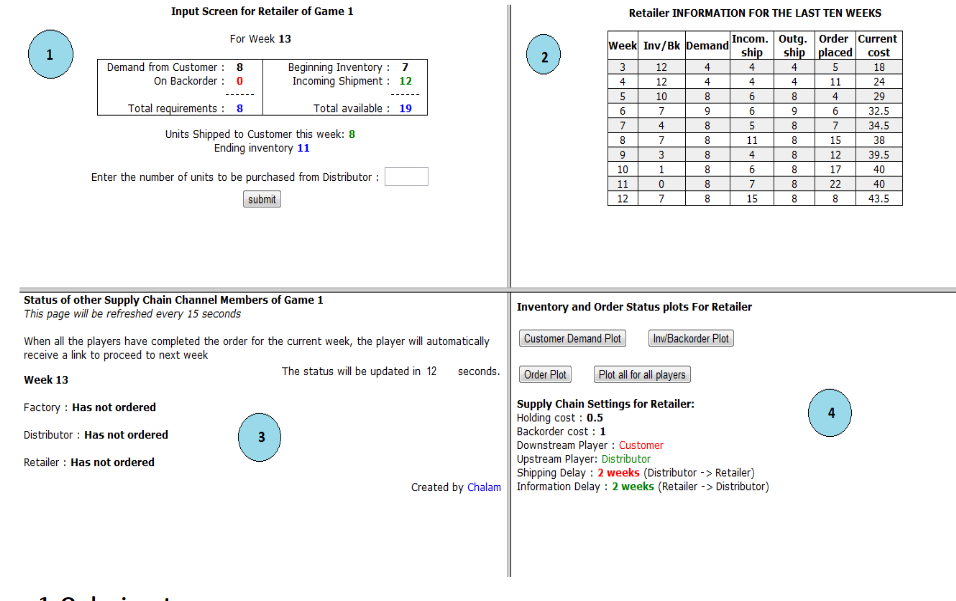 Input Screen for Retailer of Game 1
For Week 13
1
Demand from Customer : 8 Beginning Inventory : 7
On Backorder : 0 Incoming Shipment : 12
------ ------
Total requirements : 8 Total available : 19
Units Shipped to Customer this week: 8
Ending inventory 11
Enter the number of units to be purchased from Distributor :
submit
Retailer INFORMATION FOR THE LAST TEN WEEKS
2
Week Inv/Bk Demand Incom. ship Outg. ship Order placed Current cost
3 12 4 4 4 5 18
4 12 4 4 4 11 24
5 10 8 6 8 4 29
6 7 9 6 9 6 32.5
7 4 8 5 8 7 34.5
8 7 8 11 8 15 38
9 3 8 4 8 12 39.5
10 1 8 6 8 17 40
11 0 8 7 8 22 40
12 7 8 15 8 8 43.5
Status of other Supply Chain Channel Members of Game 1
This page will be refreshed every 15 seconds
When all the players have completed the order for the current week, the player will automatically
receive a link to proceed to next week
The status will be updated in 12 seconds.
Week 13
Factory : Has not ordered
Distributor : Has not ordered
3
Retailer : Has not ordered
Created by Chalam
Inventory and Order Status plots For Retailer
Customer Demand Plot Inv/Backorder Plot
Order Plot Plot all for all players
4
Supply Chain Settings for Retailer:
Holding cost : 0.5
Backorder cost : 1
Downstream Player : Customer
Upstream Player: Distributor
Shipping Delay : 2 weeks (Distributor -> Retailer)
Information Delay : 2 weeks (Retailer -> Distributor)